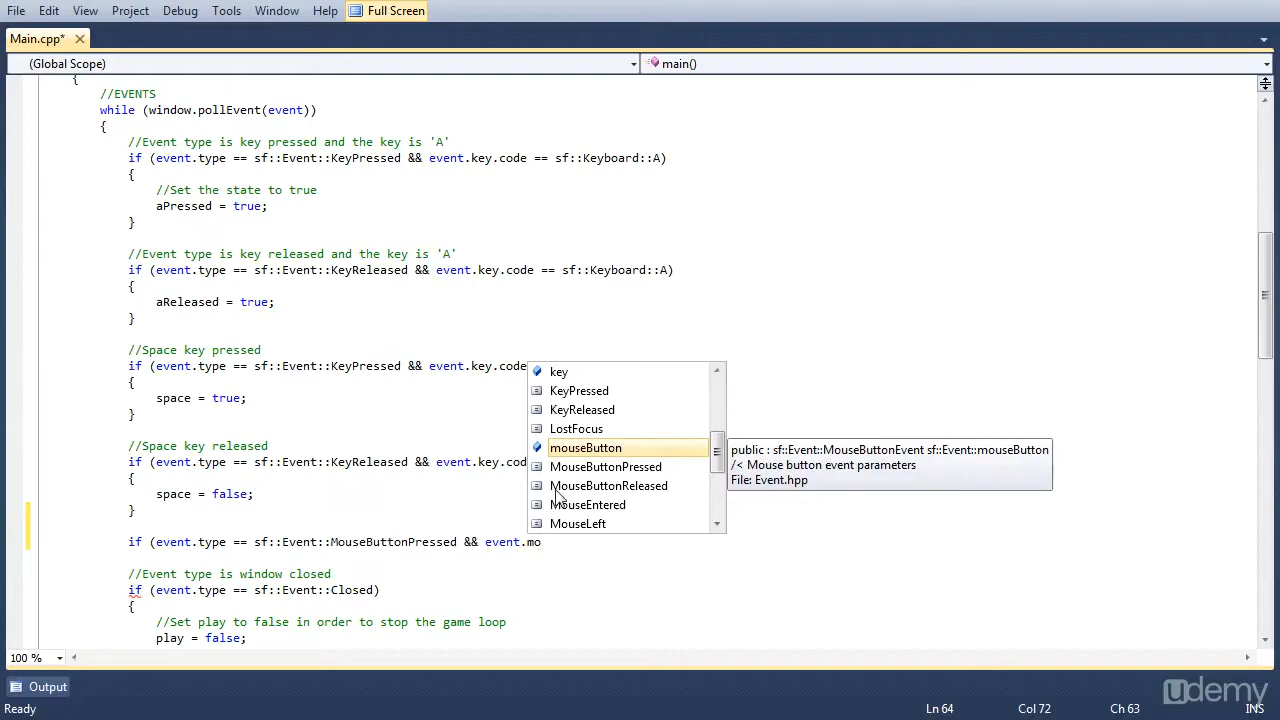 File Edit View Project Debug Tools Window Help Full Screen
Main.cpp*
(Global Scope) main()
{
//EVENTS
while (window.pollEvent(event))
{
//Event type is key pressed and the key is 'A'
if (event.type == sf::Event::KeyPressed && event.key.code == sf::Keyboard::A)
{
//Set the state to true
aPressed = true;
}
//Event type is key released and the key is 'A'
if (event.type == sf::Event::KeyReleased && event.key.code == sf::Keyboard::A)
{
aReleased = true;
}
//Space key pressed
if (event.type == sf::Event::KeyPressed && event.key.code
{
space = true;
}
//Space key released
if (event.type == sf::Event::KeyReleased && event.key.cod
{
space = false;
}
if (event.type == sf::Event::MouseButtonPressed && event.mo
key
KeyPressed
KeyReleased
LostFocus
mouseButton
MouseButtonPressed
MouseButtonReleased
MouseEntered
MouseLeft
public : sf::Event::MouseButtonEvent sf::Event::mouseButton
/< Mouse button event parameters
File: Event.hpp
//Event type is window closed
if (event.type == sf::Event::Closed)
{
//Set play to false in order to stop the game loop
play = false;
100 %
Output
Ready Ln 64 Col 72 Ch 63 INS
udemy